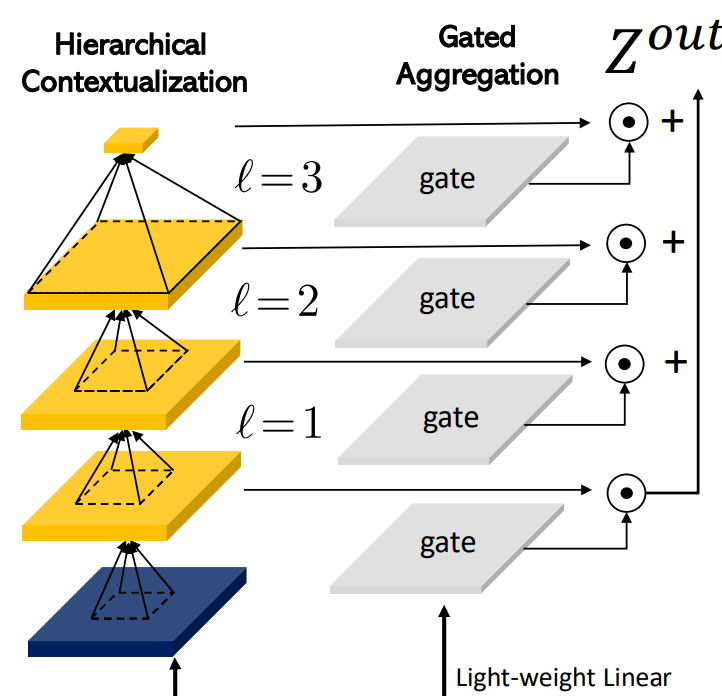 Hierarchical
Contextualization
Gated
Aggregation
Z^{out}
+
gate
ℓ=3
+
gate
ℓ=2
+
gate
ℓ=1
gate
Light-weight Linear